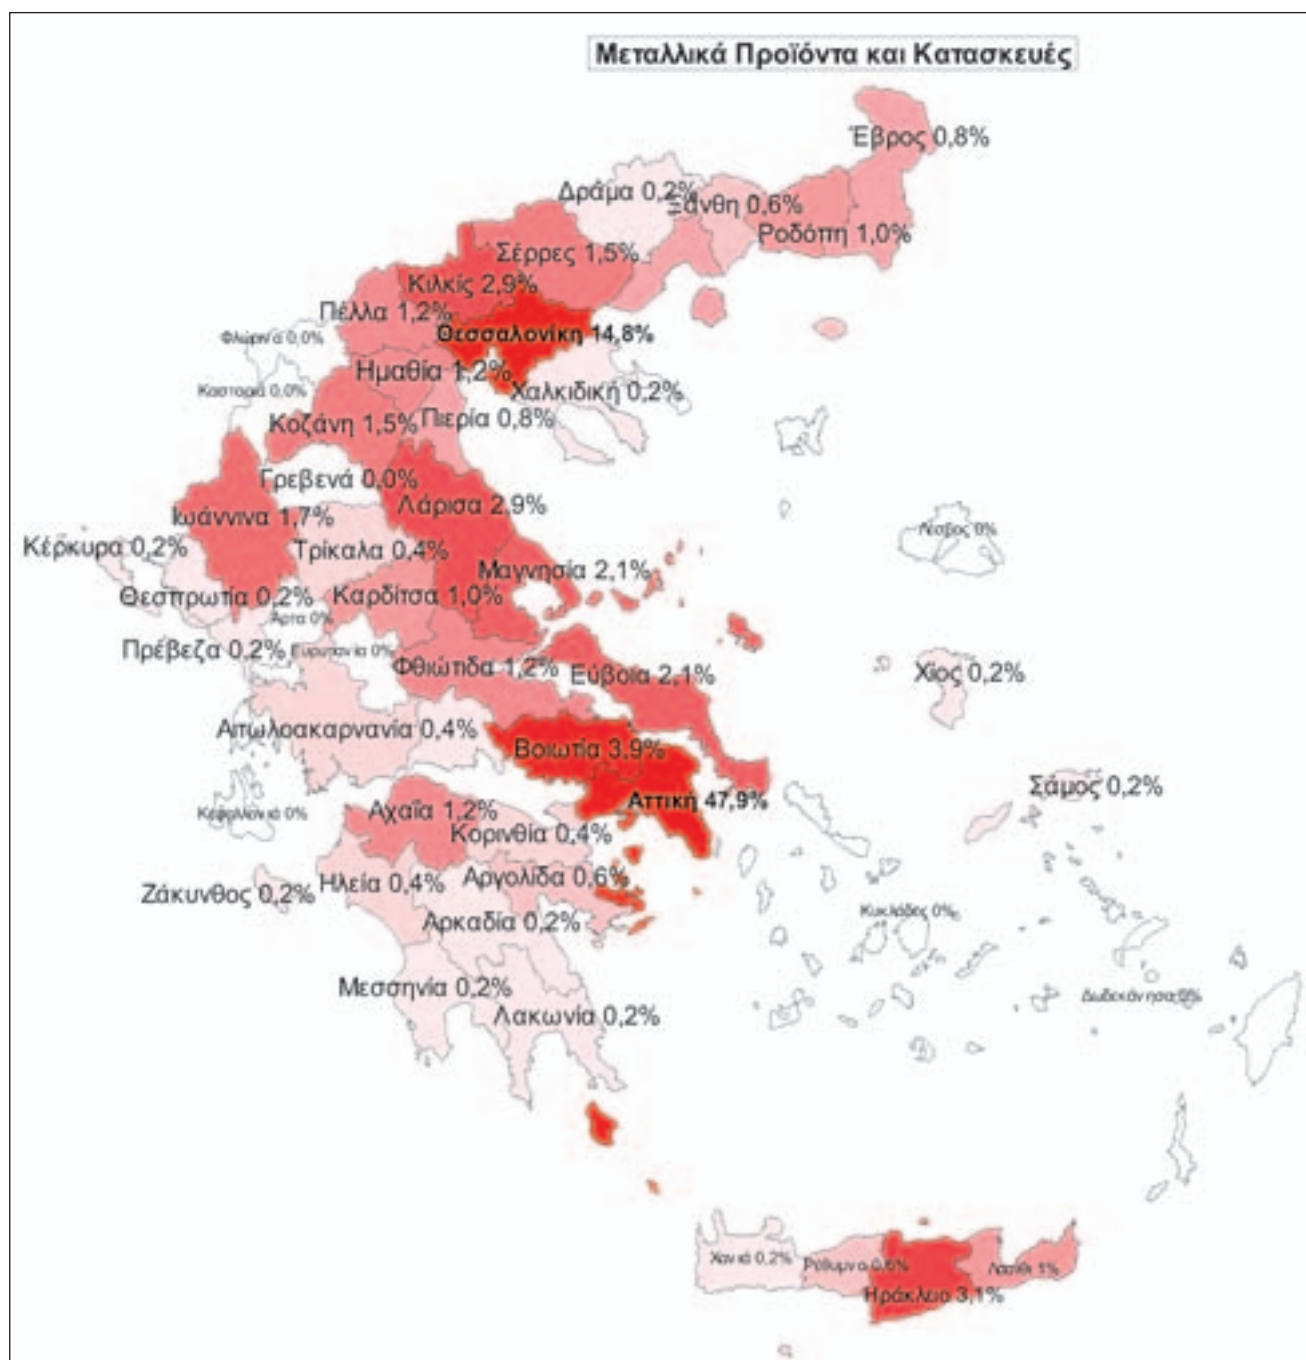 Μεταλλικά Προϊόντα και Κατασκευές
Έβρος 0,8%
Δράμα 0,2%
Ξάνθη 0,6%
Ροδόπη 1,0%
Σέρρες 1,5%
Κιλκίς 2,9%
Πέλλα 1,2%
Θεσσαλονίκη 14,8%
Φλώρινα 0,0%
Ημαθία 1,2%
Καστοριά 0,0%
Χαλκιδική 0,2%
Κοζάνη 1,5%
Πιερία 0,8%
Γρεβενά 0,0%
Λάρισα 2,9%
Ιωάννινα 1,7%
Λέσβος 0%
Κέρκυρα 0,2%
Τρίκαλα 0,4%
Μαγνησία 2,1%
Θεσπρωτία 0,2%
Καρδίτσα 1,0%
Άρτα 0%
Πρέβεζα 0,2%
Ευρυτανία 0%
Φθιώτιδα 1,2%
Εύβοια 2,1%
Χίος 0,2%
Αιτωλοακαρνανία 0,4%
Βοιωτία 3,9%
Σάμος 0,2%
Αττική 47,9%
Κεφαλλονιά 0%
Αχαΐα 1,2%
Κορινθία 0,4%
Ζάκυνθος 0,2%
Ηλεία 0,4%
Αργολίδα 0,6%
Κυκλάδες 0%
Αρκαδία 0,2%
Μεσσηνία 0,2%
Δωδεκάνησα 0%
Λακωνία 0,2%
Χανιά 0,2%
Ρέθυμνο 0,6%
Λασίθι 1%
Ηράκλειο 3,1%